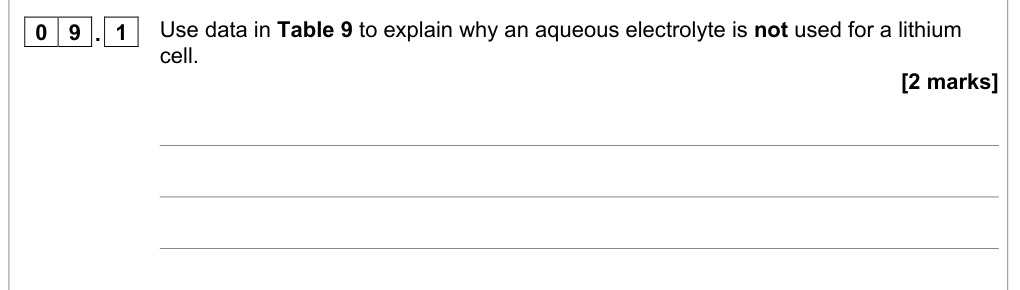 0 9 . 1 Use data in Table 9 to explain why an aqueous electrolyte is not used for a lithium
cell.
[2 marks]